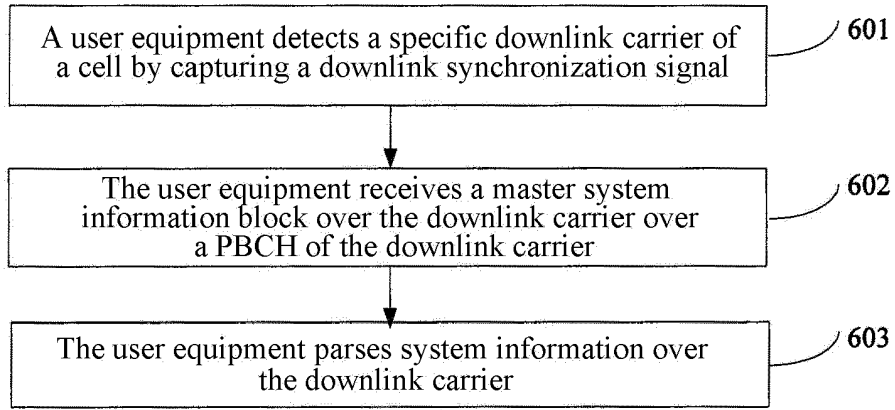 A user equipment detects a specific downlink carrier of
a cell by capturing a downlink synchronization signal
601
The user equipment receives a master system
information block over the downlink carrier over
a PBCH of the downlink carrier
602
The user equipment parses system information over
the downlink carrier
603